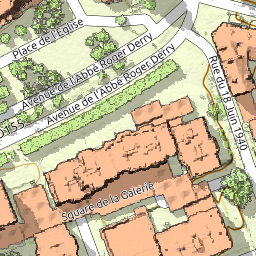 Place de l'Église
Avenue de l'Abbé Roger Derry
Avenue de l'Abbé Roger Derry
D 155
Rue du 18 Juin 1940
Square de la Galerie